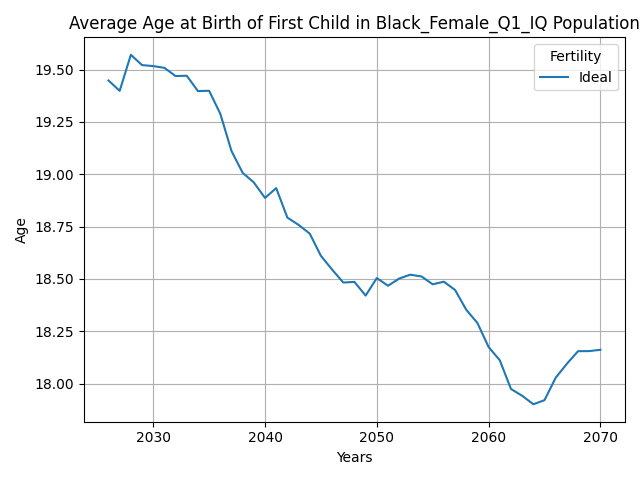 Average Age at Birth of First Child in Black_Female_Q1_IQ Population
Fertility
Ideal
19.50
19.25
19.00
18.75
18.50
18.25
18.00
Age
2030
2040
2050
2060
2070
Years